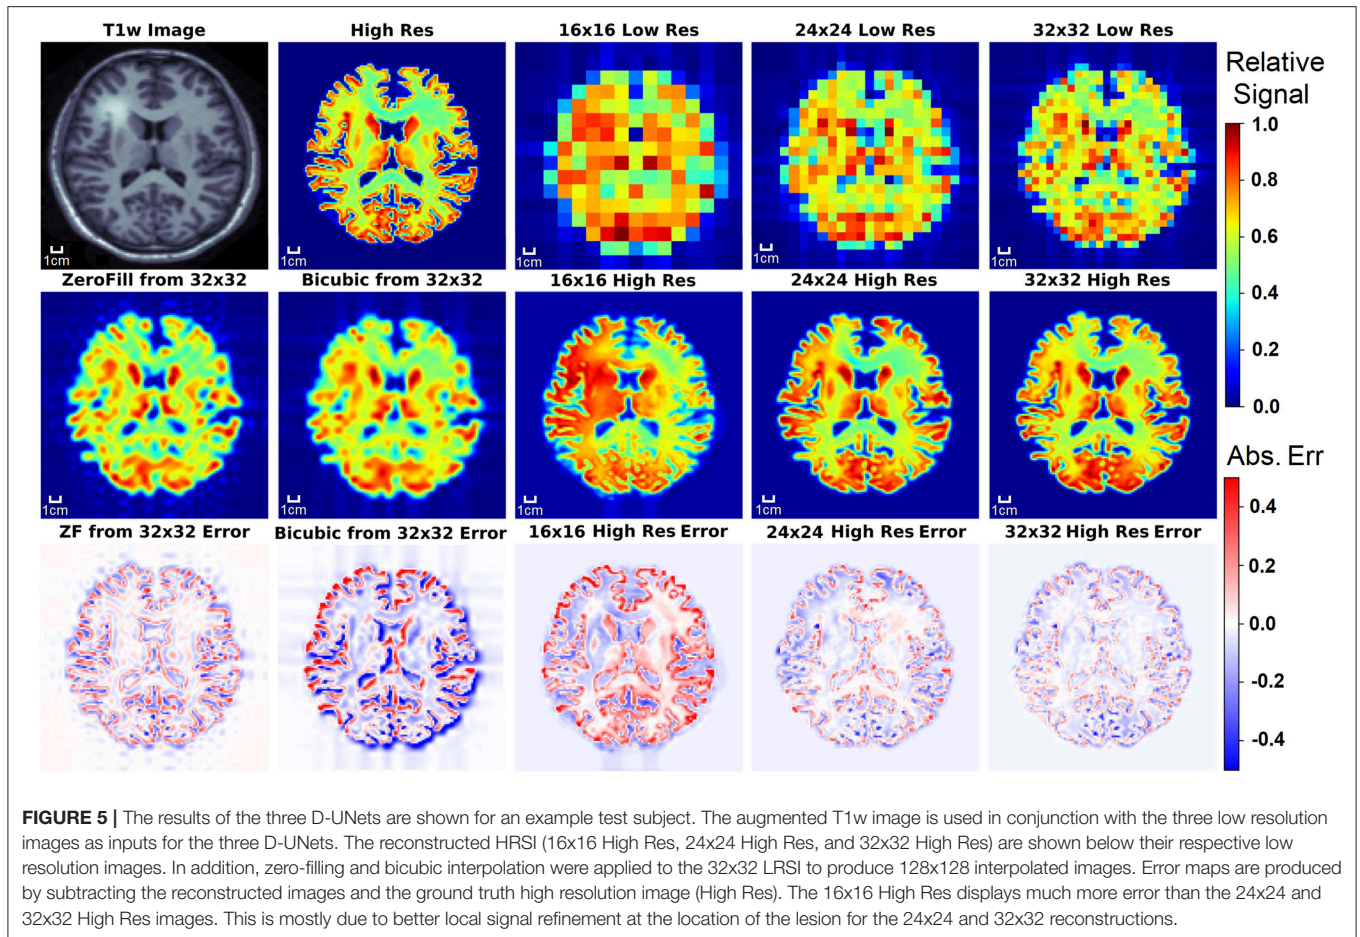 T1w Image
High Res
16x16 Low Res
24x24 Low Res
32x32 Low Res
Relative
Signal
1.0
0.8
0.6
0.4
0.2
0.0
1cm
1cm
1cm
1cm
1cm
ZeroFill from 32x32
Bicubic from 32x32
16x16 High Res
24x24 High Res
32x32 High Res
1cm
1cm
1cm
1cm
1cm
Abs. Err
0.4
0.2
0.0
-0.2
-0.4
ZF from 32x32 Error
Bicubic from 32x32 Error
16x16 High Res Error
24x24 High Res Error
32x32 High Res Error
FIGURE 5 | The results of the three D-UNets are shown for an example test subject. The augmented T1w image is used in conjunction with the three low resolution
images as inputs for the three D-UNets. The reconstructed HRSI (16x16 High Res, 24x24 High Res, and 32x32 High Res) are shown below their respective low
resolution images. In addition, zero-filling and bicubic interpolation were applied to the 32x32 LRSI to produce 128x128 interpolated images. Error maps are produced
by subtracting the reconstructed images and the ground truth high resolution image (High Res). The 16x16 High Res displays much more error than the 24x24 and
32x32 High Res images. This is mostly due to better local signal refinement at the location of the lesion for the 24x24 and 32x32 reconstructions.